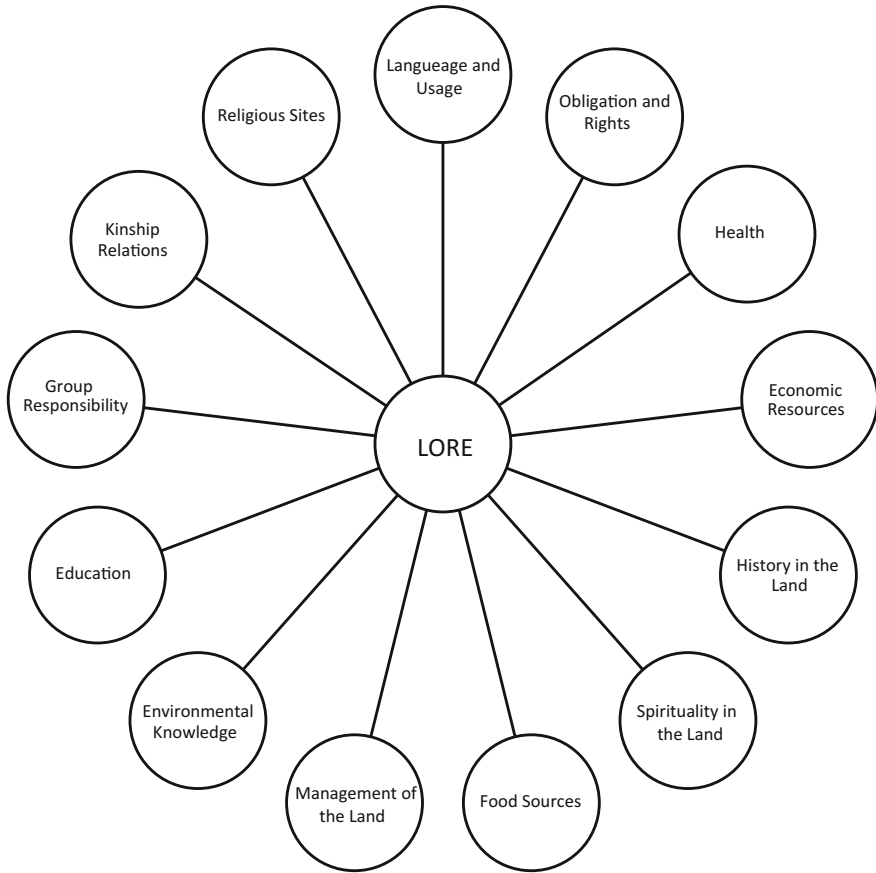 Langueage and
Usage
Obligation and
Rights
Health
Economic
Resources
History in the
Land
Spirituality in
the Land
Food Sources
Management of
the Land
Environmental
Knowledge
Education
Group
Responsibility
Kinship
Relations
Religious Sites
LORE